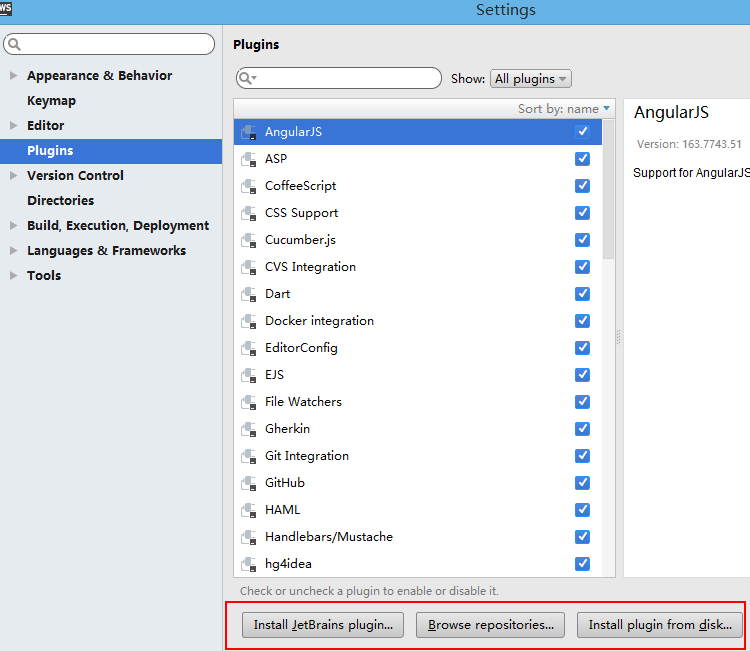 WS
Settings
Appearance & Behavior
Keymap
Editor
Plugins
Version Control
Directories
Build, Execution, Deployment
Languages & Frameworks
Tools
Plugins
Show: All plugins
Sort by: name
AngularJS
ASP
CoffeeScript
CSS Support
Cucumber.js
CVS Integration
Dart
Docker integration
EditorConfig
EJS
File Watchers
Gherkin
Git Integration
GitHub
HAML
Handlebars/Mustache
hg4idea
AngularJS
Version: 163.7743.51
Support for AngularJS
Check or uncheck a plugin to enable or disable it.
Install JetBrains plugin... Browse repositories... Install plugin from disk...